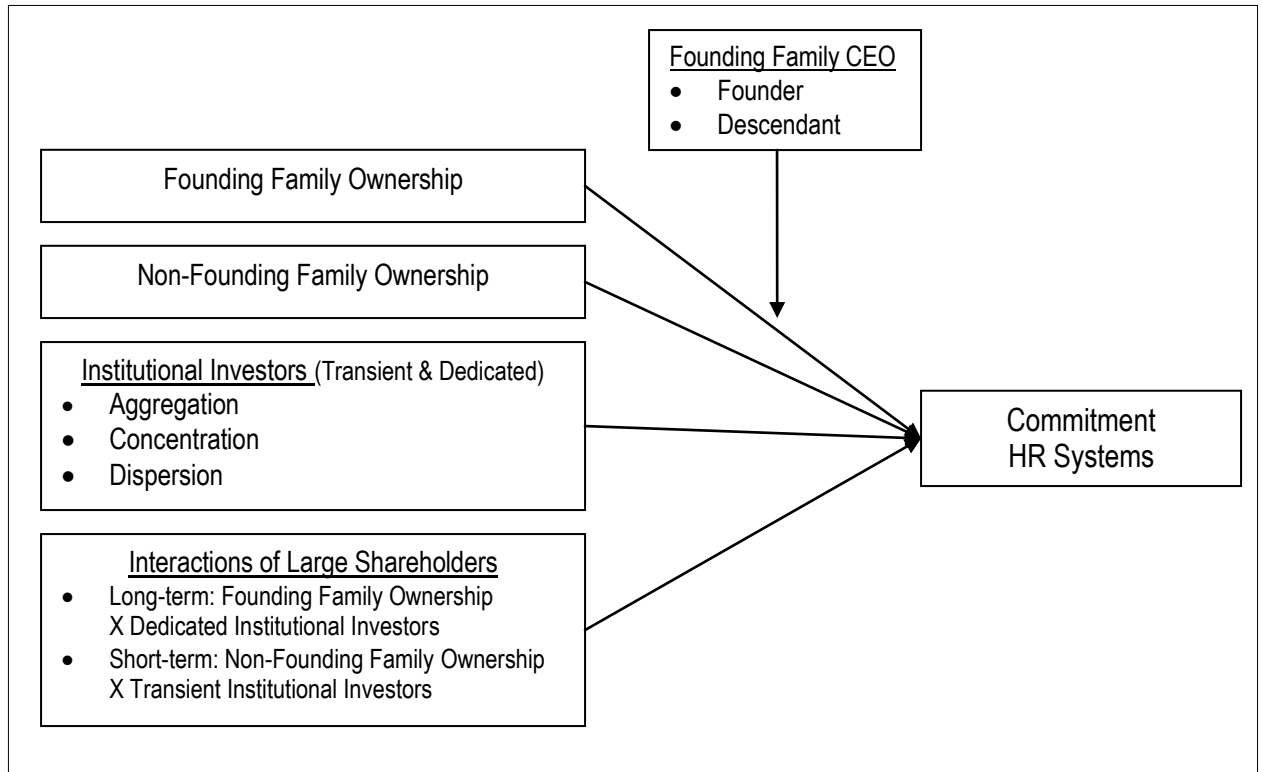 Founding Family CEO
• Founder
• Descendant
Founding Family Ownership
Non-Founding Family Ownership
Institutional Investors (Transient & Dedicated)
• Aggregation
• Concentration
• Dispersion
Interactions of Large Shareholders
• Long-term: Founding Family Ownership
X Dedicated Institutional Investors
• Short-term: Non-Founding Family Ownership
X Transient Institutional Investors
Commitment
HR Systems